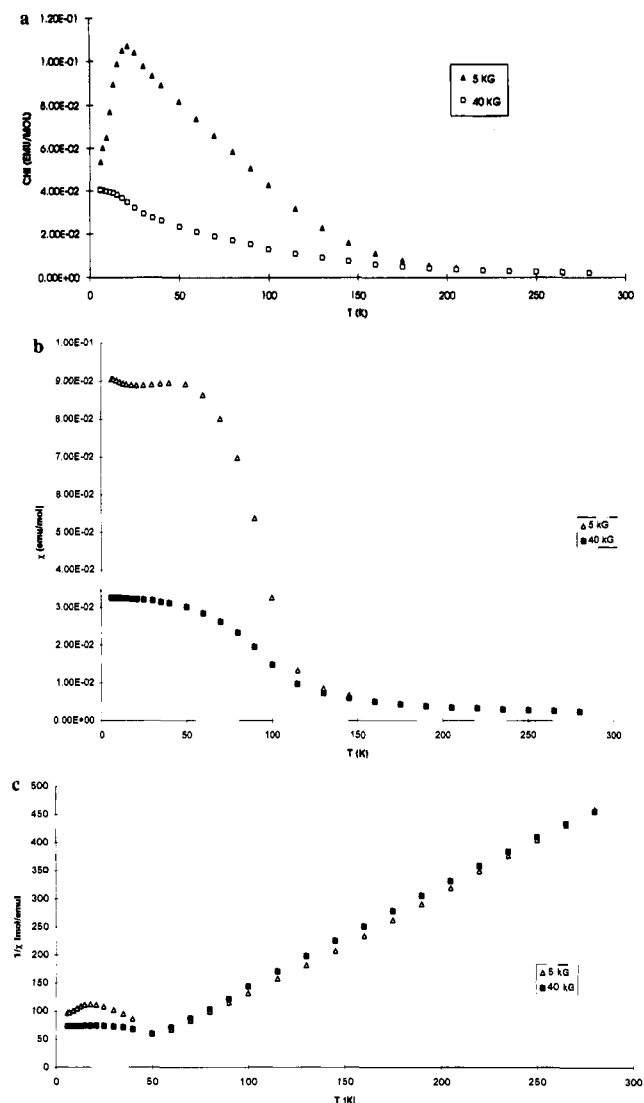 a
1.20E-01
1.00E-01
8.00E-02
6.00E-02
4.00E-02
2.00E-02
0.00E+00
CHI (EMU/MOL)
5 KG
40 KG
0 50 100 150 200 250 300
T (K)
b
1.00E-01
9.00E-02
8.00E-02
7.00E-02
6.00E-02
5.00E-02
4.00E-02
3.00E-02
2.00E-02
1.00E-02
0.00E+00
χ (emu/mol)
5 kG
40 kG
0 50 100 150 200 250 300
T (K)
c
500
450
400
350
300
250
200
150
100
50
0
1/χ (mol/emu)
5 kG
40 kG
0 50 100 150 200 250 300
T (K)